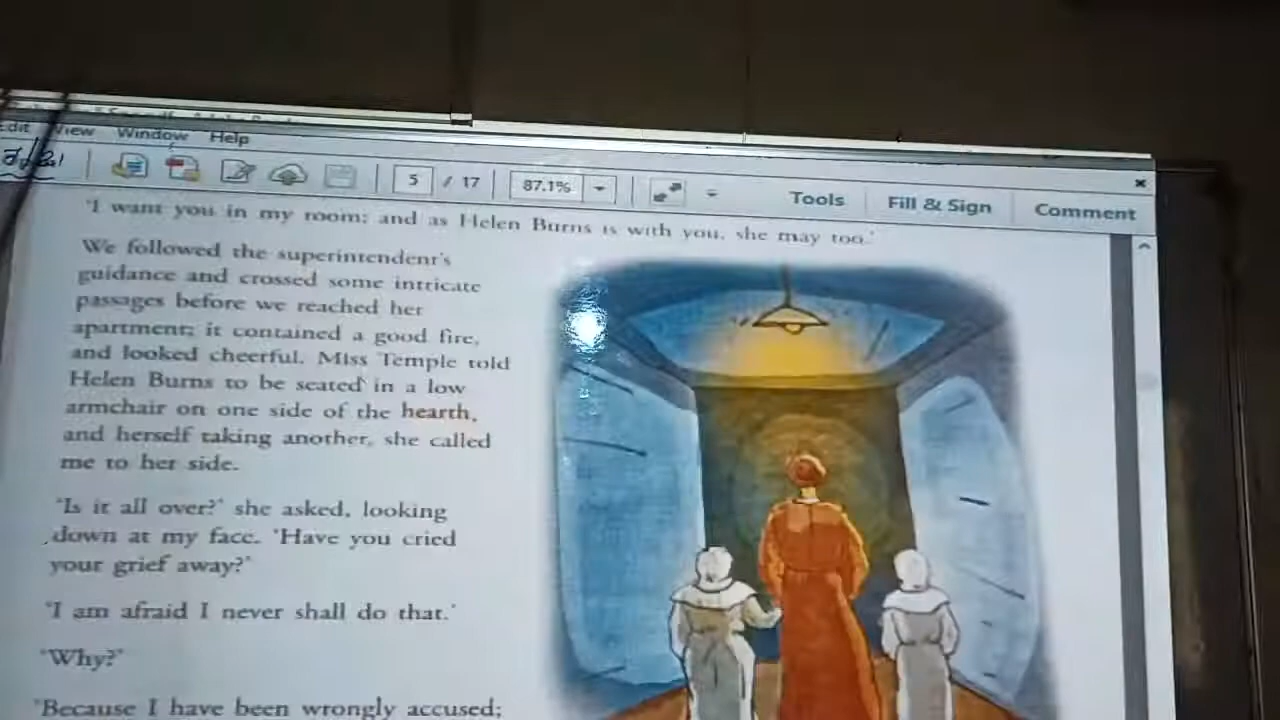 Edit View Window Help
5 / 17 87.1% Tools Fill & Sign Comment
'I want you in my room; and as Helen Burns is with you, she may too.'
We followed the superintendent's
guidance and crossed some intricate
passages before we reached her
apartment; it contained a good fire,
and looked cheerful. Miss Temple told
Helen Burns to be seated in a low
armchair on one side of the hearth,
and herself taking another, she called
me to her side.
'Is it all over?' she asked, looking
down at my face. 'Have you cried
your grief away?'
'I am afraid I never shall do that.'
'Why?'
'Because I have been wrongly accused;